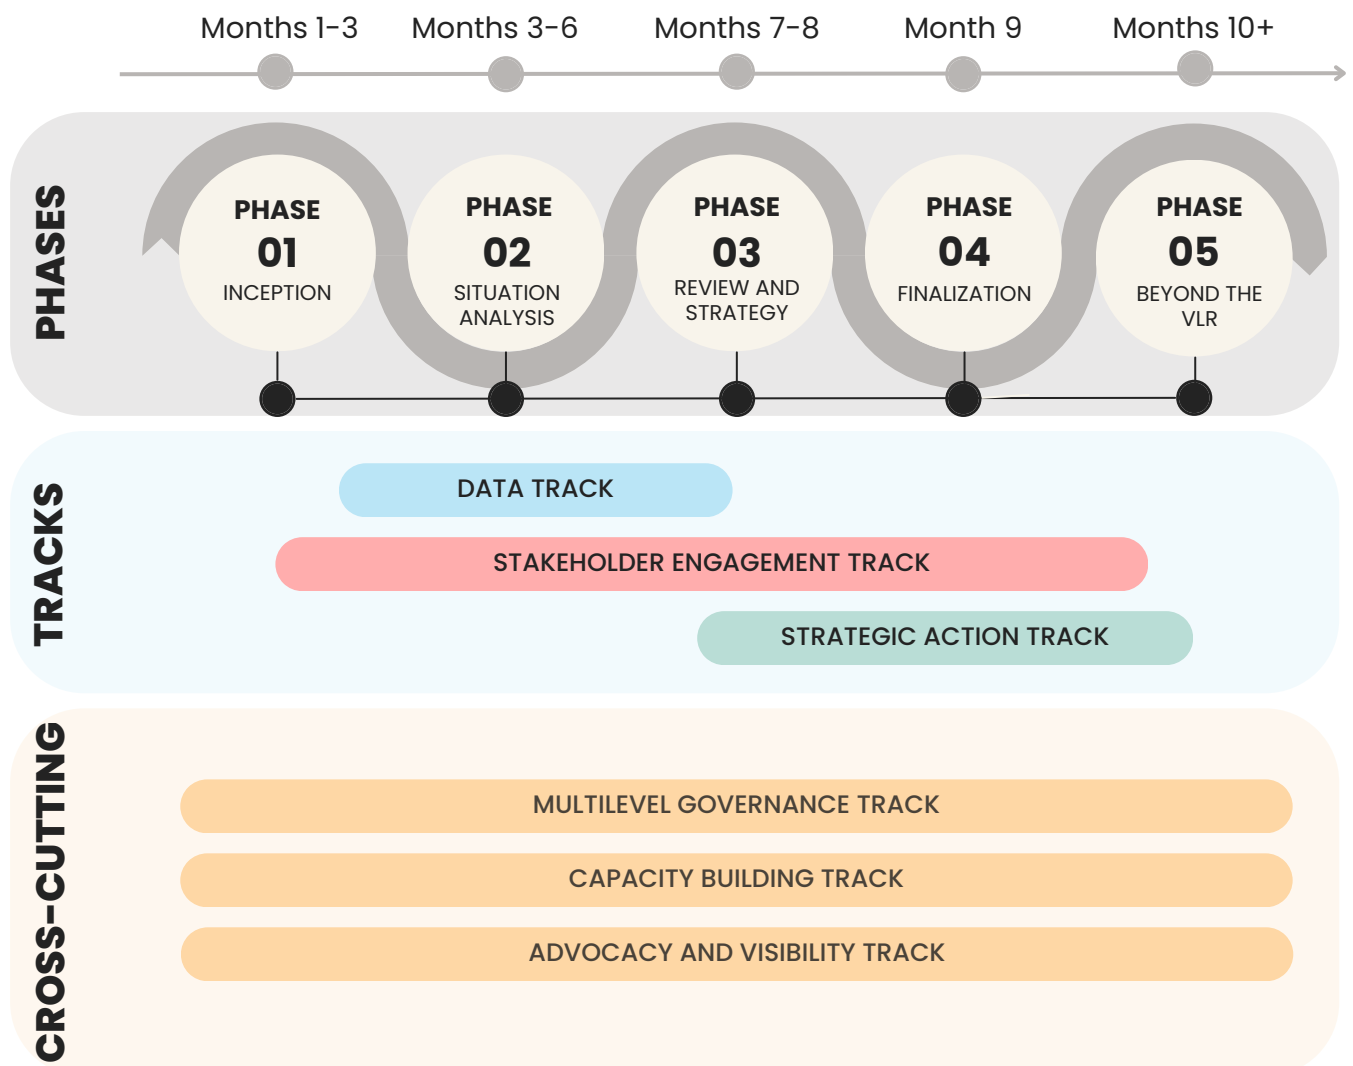 Months 1-3
Months 3-6
Months 7-8
Month 9
Months 10+
PHASES
PHASE
01
INCEPTION
PHASE
02
SITUATION
ANALYSIS
PHASE
03
REVIEW AND
STRATEGY
PHASE
04
FINALIZATION
PHASE
05
BEYOND THE
VLR
TRACKS
DATA TRACK
STAKEHOLDER ENGAGEMENT TRACK
STRATEGIC ACTION TRACK
CROSS-CUTTING
MULTILEVEL GOVERNANCE TRACK
CAPACITY BUILDING TRACK
ADVOCACY AND VISIBILITY TRACK